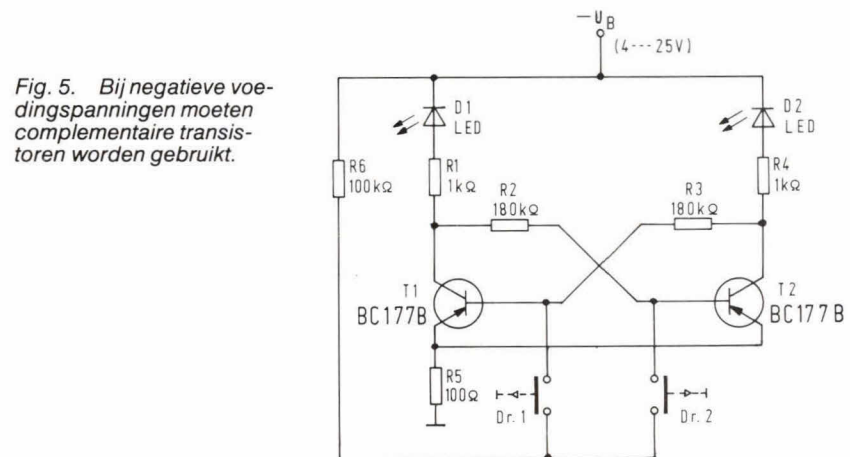 Fig. 5. Bij negatieve voe-
dingspanningen moeten
complementaire transis-
toren worden gebruikt.
−UB
(4---25V)
D1
LED
D2
LED
R6
100kΩ
R1
1kΩ
R2
180kΩ
R3
180kΩ
R4
1kΩ
T1
BC177B
T2
BC177B
R5
100Ω
Dr.1
Dr.2